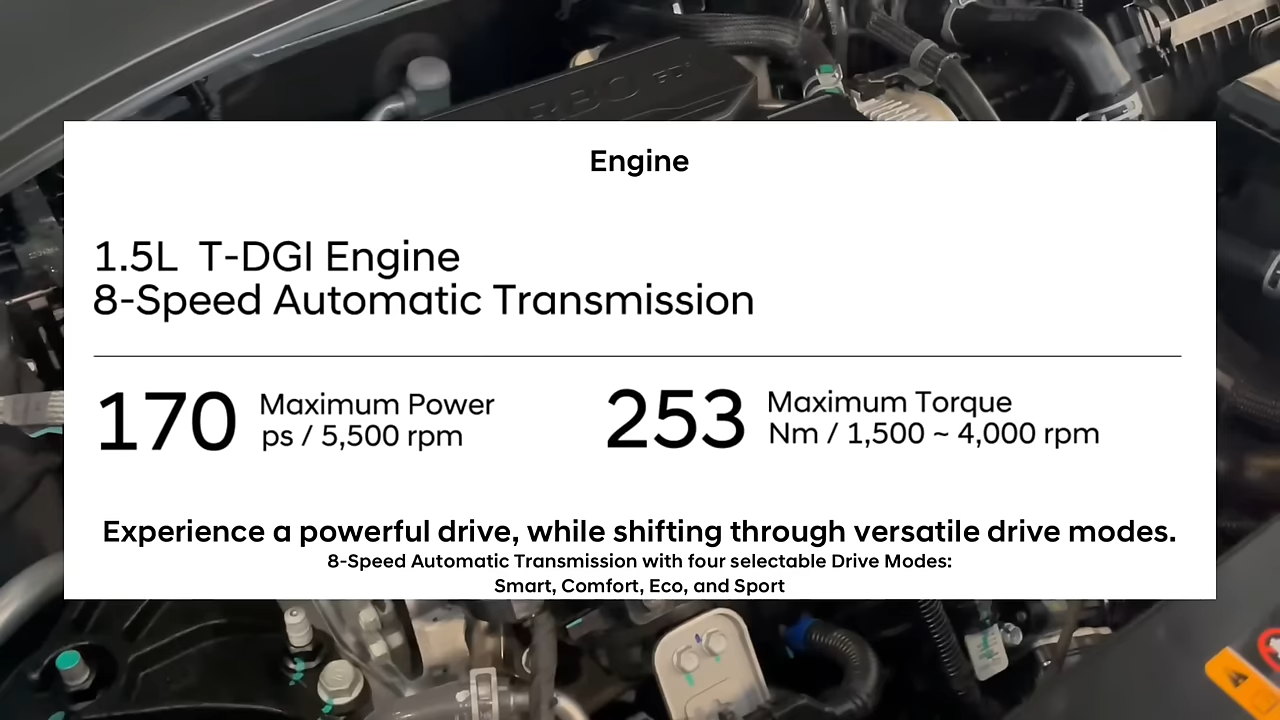 Engine
1.5L T-DGI Engine
8-Speed Automatic Transmission
170 Maximum Power
ps / 5,500 rpm
253 Maximum Torque
Nm / 1,500 ~ 4,000 rpm
Experience a powerful drive, while shifting through versatile drive modes.
8-Speed Automatic Transmission with four selectable Drive Modes:
Smart, Comfort, Eco, and Sport